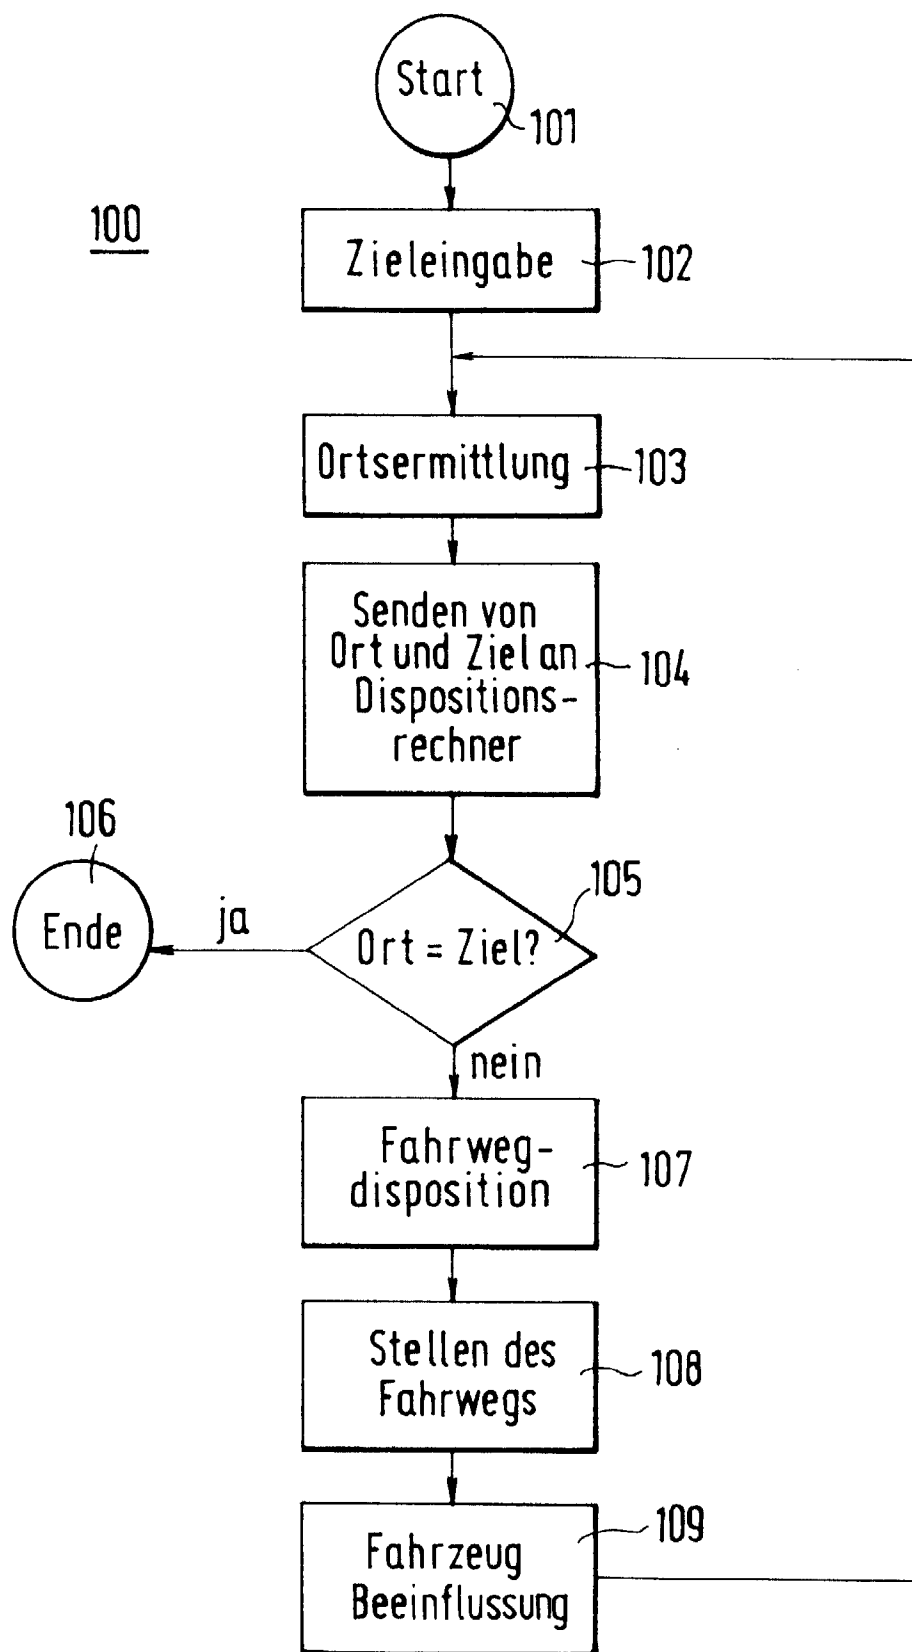 Start
101
100
Zieleingabe
102
Ortsermittlung
103
Senden von
Ort und Ziel an
Dispositions-
rechner
104
106
Ende
ja
Ort = Ziel?
105
nein
Fahrweg-
disposition
107
Stellen des
Fahrwegs
108
Fahrzeug
Beeinflussung
109